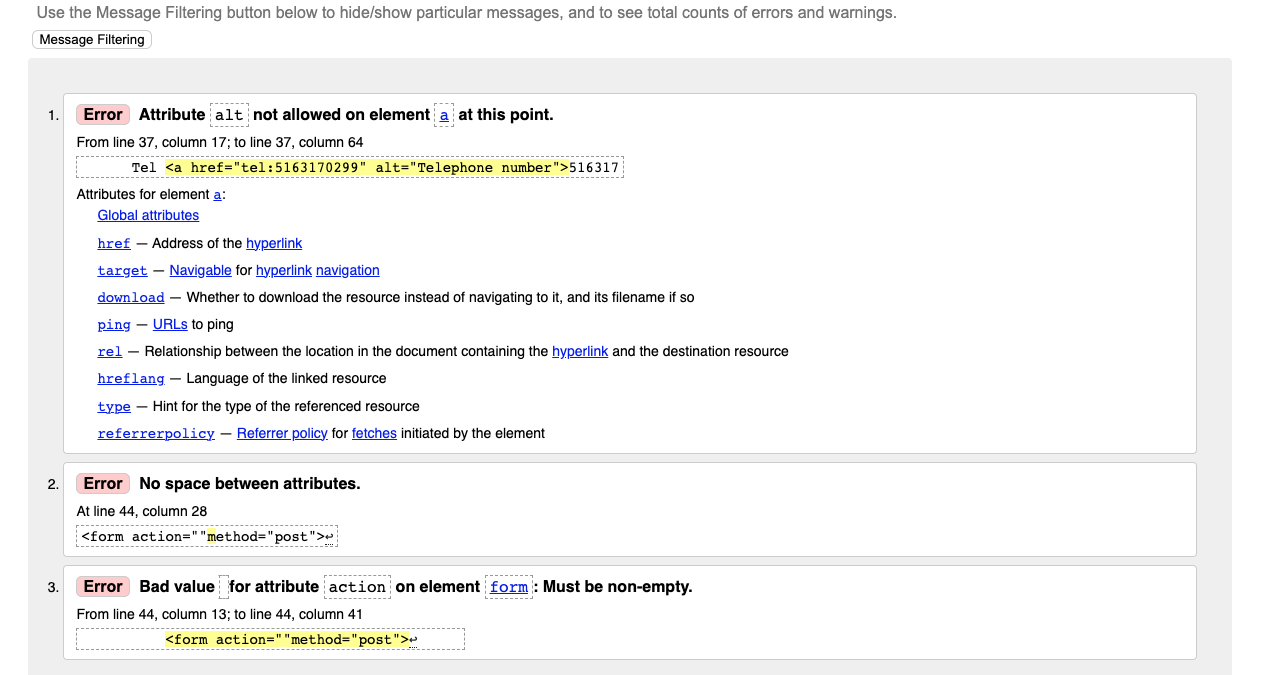 Use the Message Filtering button below to hide/show particular messages, and to see total counts of errors and warnings.
Message Filtering
1. Error Attribute alt not allowed on element a at this point.
From line 37, column 17; to line 37, column 64
Tel <a href="tel:5163170299" alt="Telephone number">516317
Attributes for element a:
Global attributes
href — Address of the hyperlink
target — Navigable for hyperlink navigation
download — Whether to download the resource instead of navigating to it, and its filename if so
ping — URLs to ping
rel — Relationship between the location in the document containing the hyperlink and the destination resource
hreflang — Language of the linked resource
type — Hint for the type of the referenced resource
referrerpolicy — Referrer policy for fetches initiated by the element
2. Error No space between attributes.
At line 44, column 28
<form action=""method="post">↩
3. Error Bad value for attribute action on element form: Must be non-empty.
From line 44, column 13; to line 44, column 41
<form action=""method="post">↩